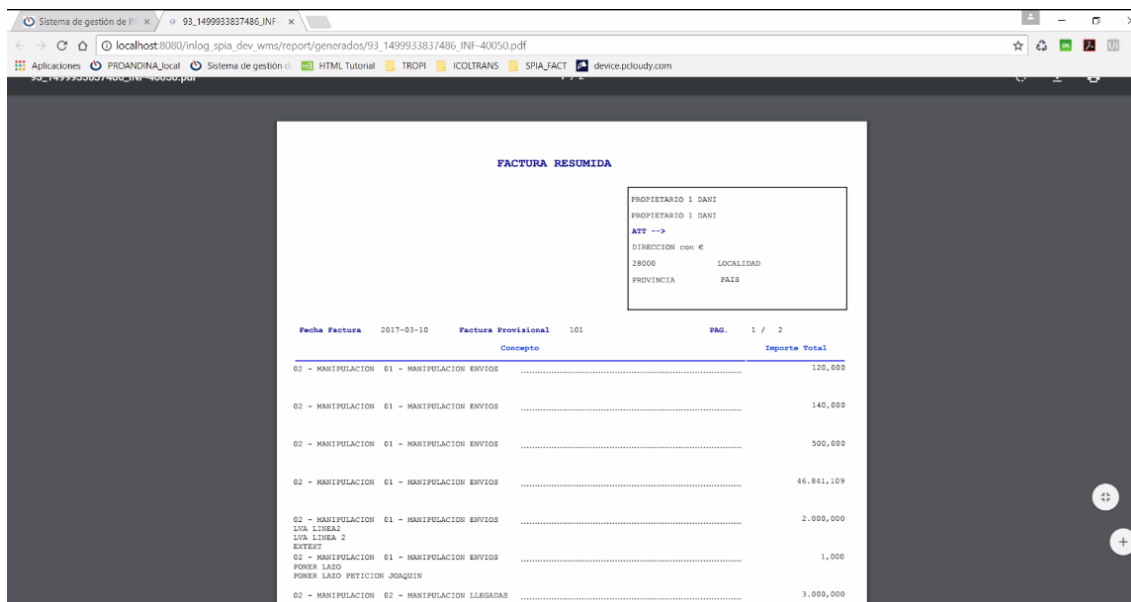 Sistema de gestión de IN
93_1499933837486_INF-
localhost:8080/inlog_spia_dev_wms/report/generados/93_1499933837486_INF-40050.pdf
Aplicaciones PROANDINA_local Sistema de gestión d HTML Tutorial TROPI ICOLTRANS SPIA_FACT device.pcloudy.com
93_1499933837486_INF-40050.pdf
FACTURA RESUMIDA
PROPIETARIO 1 DANI
PROPIETARIO 1 DANI
ATT -->
DIRECCION con €
28000 LOCALIDAD
PROVINCIA PAIS
Fecha Factura 2017-03-10 Factura Provisional 101 PAG. 1 / 2
Concepto Importe Total
02 - MANIPULACION 01 - MANIPULACION ENVIOS 120,000
02 - MANIPULACION 01 - MANIPULACION ENVIOS 140,000
02 - MANIPULACION 01 - MANIPULACION ENVIOS 500,000
02 - MANIPULACION 01 - MANIPULACION ENVIOS 46.841,109
02 - MANIPULACION 01 - MANIPULACION ENVIOS 2.000,000
LVA LINEA2
LVA LINEA 2
EXTEXT
02 - MANIPULACION 01 - MANIPULACION ENVIOS 1,000
PONER LAZO
PONER LAZO PETICION JOAQUIN
02 - MANIPULACION 02 - MANIPULACION LLEGADAS 3.000,000